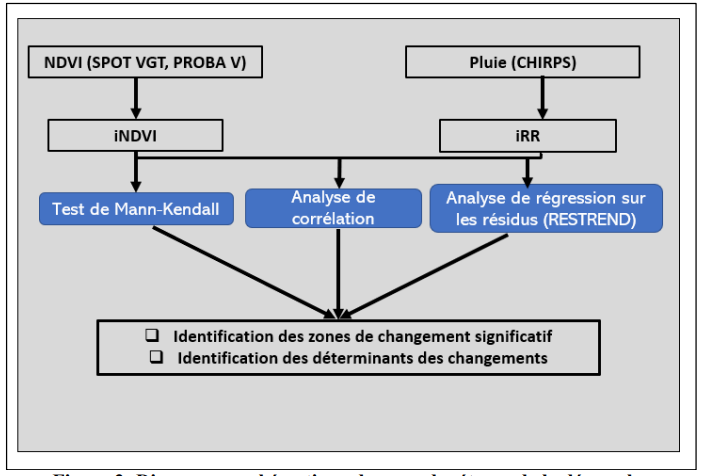 NDVI (SPOT VGT, PROBA V)
Pluie (CHIRPS)
iNDVI
iRR
Test de Mann-Kendall
Analyse de
corrélation
Analyse de régression sur
les résidus (RESTREND)
❑ Identification des zones de changement significatif
❑ Identification des déterminants des changements